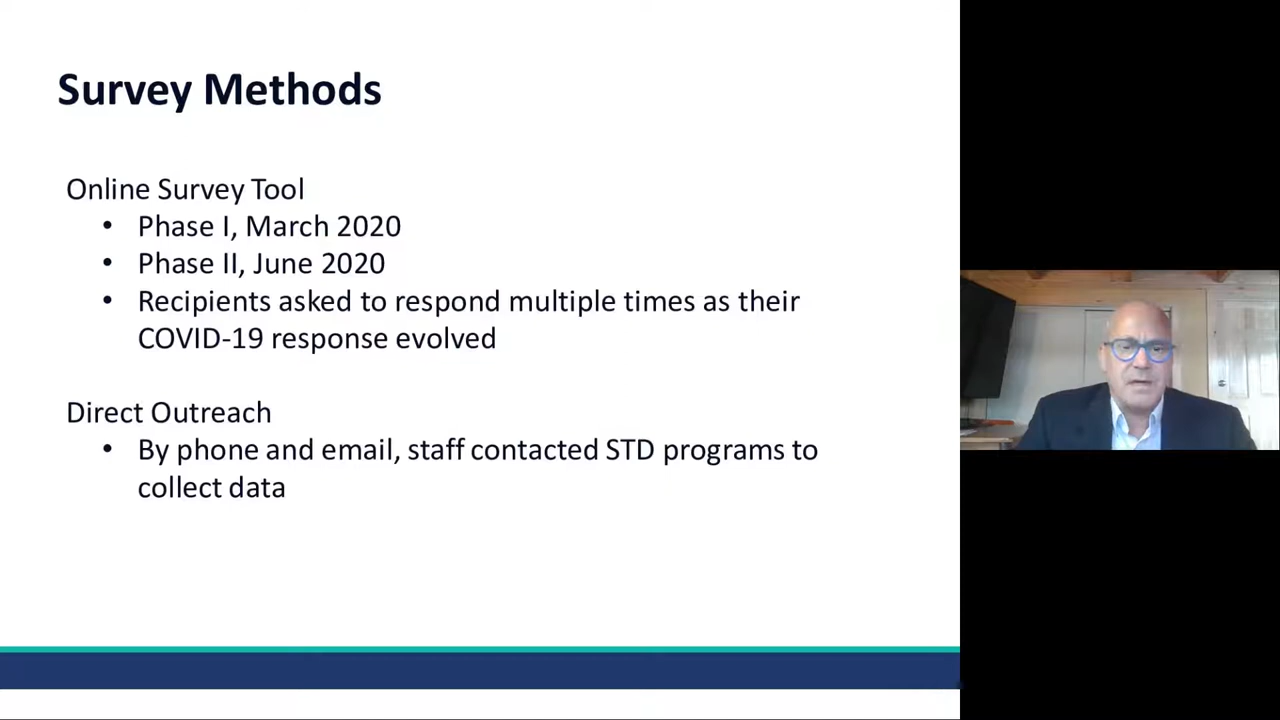 Survey Methods
Online Survey Tool
• Phase I, March 2020
• Phase II, June 2020
• Recipients asked to respond multiple times as their
COVID-19 response evolved
Direct Outreach
• By phone and email, staff contacted STD programs to
collect data